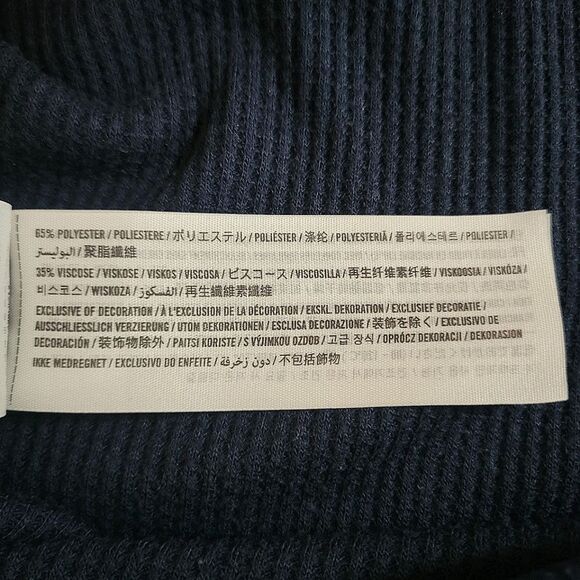 65% POLYESTER / POLIESTERE / ポリエステル / POLIÉSTER / 涤纶 / POLYESTERIÄ / 폴리에스테르 / POLIESTER /
البوليستر / 聚脂纖維
35% VISCOSE / VISKOSE / VISKOS / VISCOSA / ビスコース / VISCOSILLA / 再生纤维素纤维 / VISKOOSIA / VISKÓZA /
비스코스 / WISKOZA / الفسكوز / 再生纖維素纖維
EXCLUSIVE OF DECORATION / À L'EXCLUSION DE LA DÉCORATION / EKSKL. DEKORATION / EXCLUSIEF DECORATIE /
AUSSCHLIESSLICH VERZIERUNG / UTOM DEKORATIONEN / ESCLUSA DECORAZIONE / 装飾を除く / EXCLUSIVO DE
DECORACIÓN / 装饰物除外 / PAITSI KORISTE / S VÝJIMKOU OZDOB / 고급 장식 / OPRÓCZ DEKORACJI / DEKORASJON
IKKE MEDREGNET / EXCLUSIVO DO ENFEITE / دون زخرفة / 不包括飾物